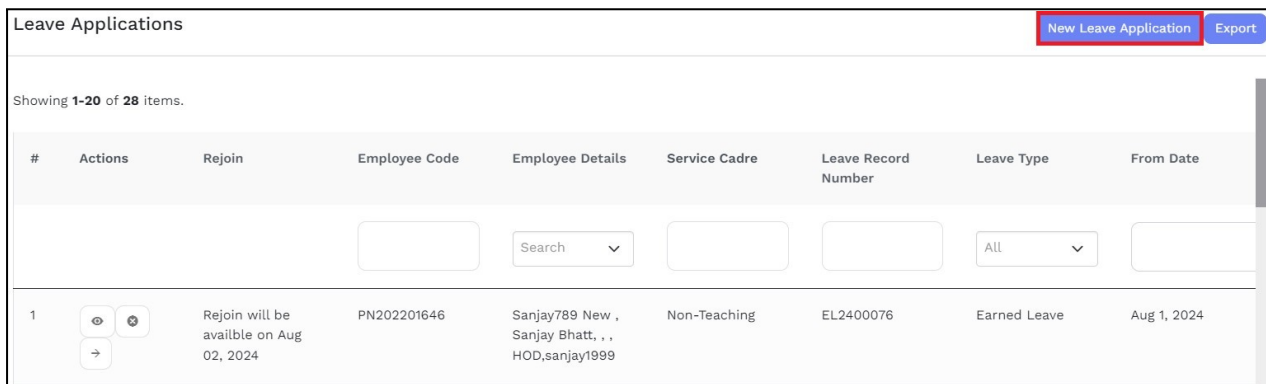 Leave Applications
New Leave Application Export
Showing 1-20 of 28 items.
# Actions Rejoin Employee Code Employee Details Service Cadre Leave Record Number Leave Type From Date
Search All
1 Rejoin will be availble on Aug 02, 2024 PN202201646 Sanjay789 New , Sanjay Bhatt, , , HOD,sanjay1999 Non-Teaching EL2400076 Earned Leave Aug 1, 2024